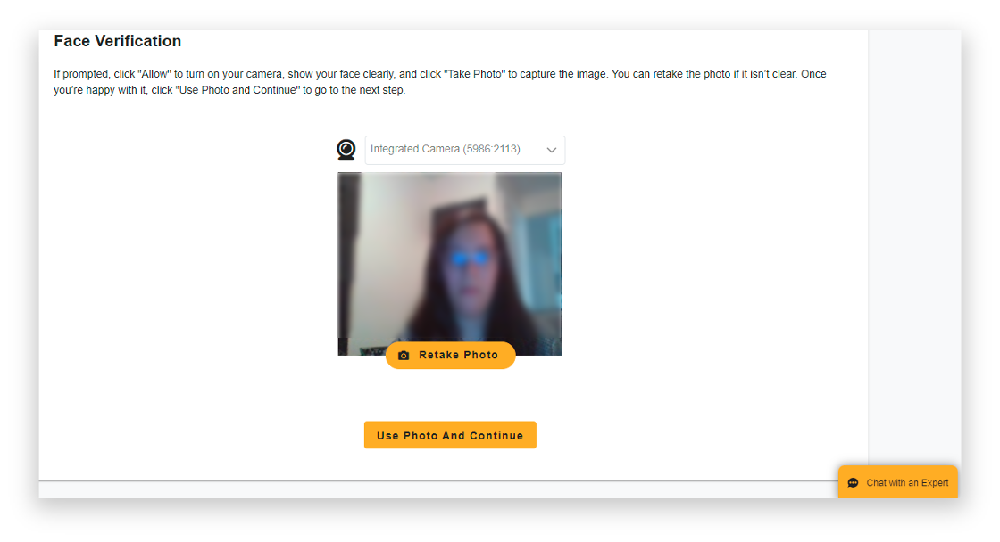 Face Verification
If prompted, click "Allow" to turn on your camera, show your face clearly, and click "Take Photo" to capture the image. You can retake the photo if it isn’t clear. Once
you’re happy with it, click "Use Photo and Continue" to go to the next step.
Integrated Camera (5986:2113)
Retake Photo
Use Photo And Continue
Chat with an Expert